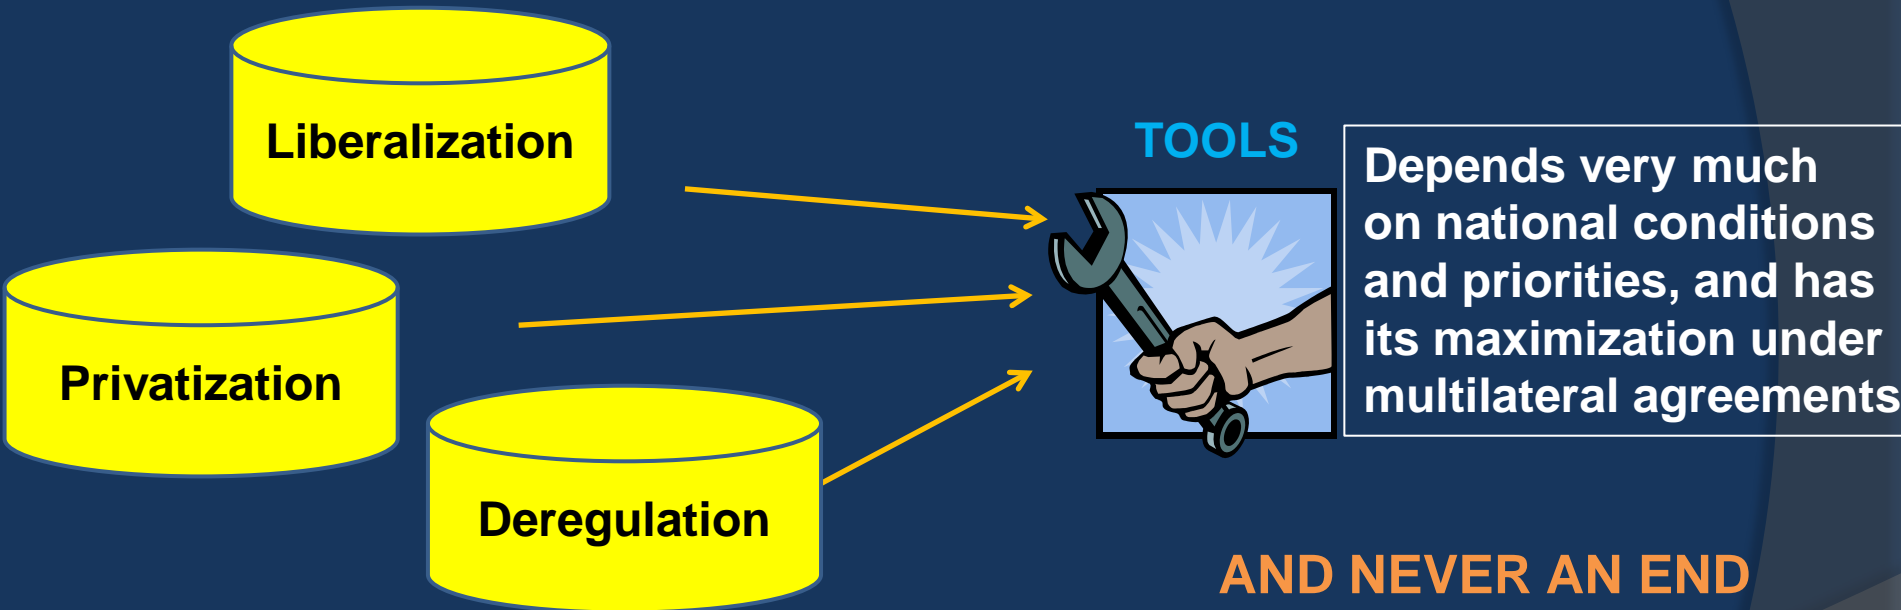 Liberalization
Privatization
Deregulation
TOOLS
Depends very much
on national conditions
and priorities, and has
its maximization under
multilateral agreements
AND NEVER AN END